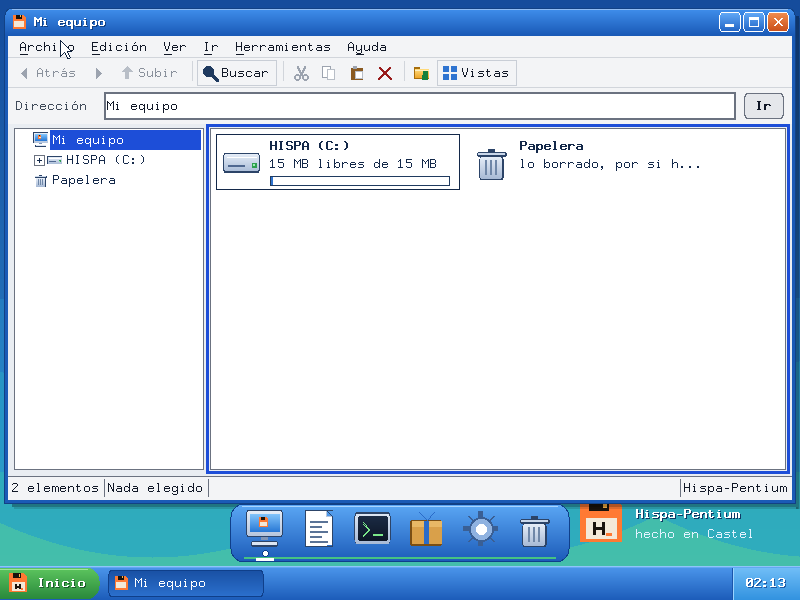 Mi equipo
Archivo Edición Ver Ir Herramientas Ayuda
Atrás Subir Buscar Vistas
Dirección Mi equipo Ir
Mi equipo
HISPA (C:)
Papelera
HISPA (C:)
15 MB libres de 15 MB
Papelera
lo borrado, por si h...
2 elementos Nada elegido Hispa-Pentium
H.
Hispa-Pentium
hecho en Castel
Inicio Mi equipo 02:13